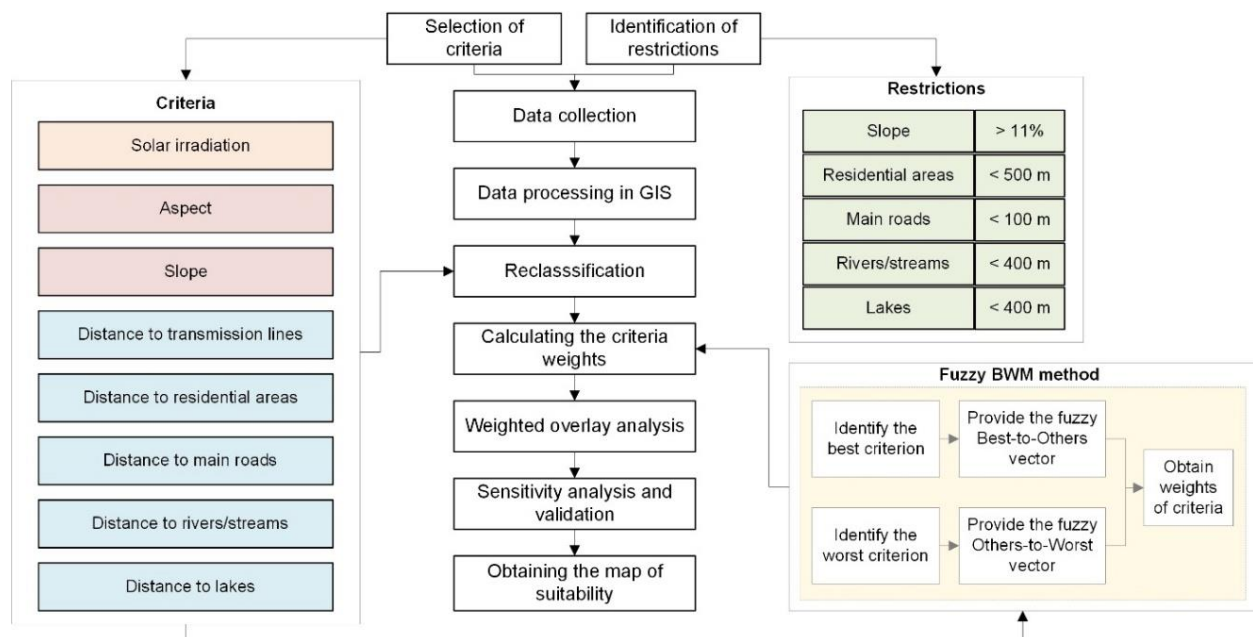 Selection of
criteria
Identification of
restrictions
Criteria
Solar irradiation
Aspect
Slope
Distance to transmission lines
Distance to residential areas
Distance to main roads
Distance to rivers/streams
Distance to lakes
Data collection
Data processing in GIS
Reclasssification
Calculating the criteria
weights
Weighted overlay analysis
Sensitivity analysis and
validation
Obtaining the map of
suitability
Restrictions
Slope > 11%
Residential areas < 500 m
Main roads < 100 m
Rivers/streams < 400 m
Lakes < 400 m
Fuzzy BWM method
Identify the
best criterion
Provide the fuzzy
Best-to-Others
vector
Identify the
worst criterion
Provide the fuzzy
Others-to-Worst
vector
Obtain
weights
of criteria